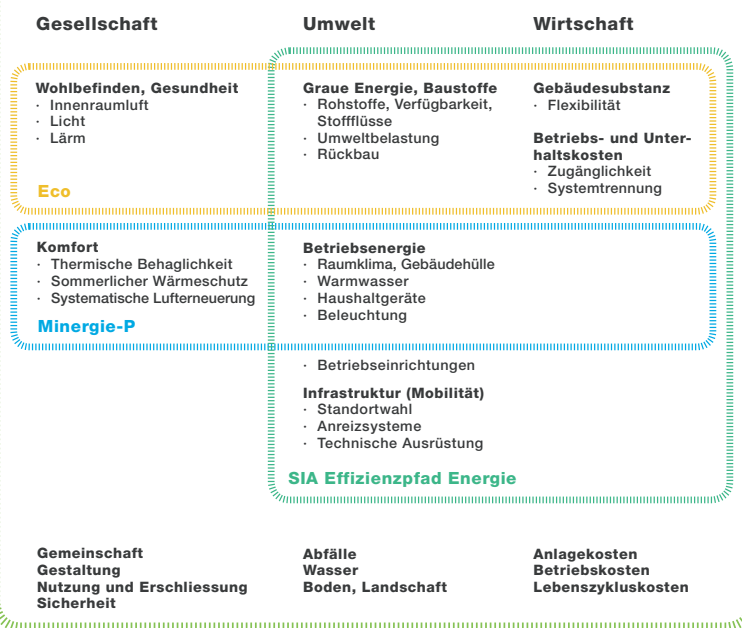 Gesellschaft
Umwelt
Wirtschaft
Wohlbefinden, Gesundheit
· Innenraumluft
· Licht
· Lärm
Graue Energie, Baustoffe
· Rohstoffe, Verfügbarkeit,
Stoffflüsse
· Umweltbelastung
· Rückbau
Gebäudesubstanz
· Flexibilität
Betriebs- und Unter-
haltskosten
· Zugänglichkeit
· Systemtrennung
Eco
Komfort
· Thermische Behaglichkeit
· Sommerlicher Wärmeschutz
· Systematische Lufterneuerung
Minergie-P
Betriebsenergie
· Raumklima, Gebäudehülle
· Warmwasser
· Haushaltgeräte
· Beleuchtung
· Betriebseinrichtungen
Infrastruktur (Mobilität)
· Standortwahl
· Anreizsysteme
· Technische Ausrüstung
SIA Effizienzpfad Energie
Gemeinschaft
Gestaltung
Nutzung und Erschliessung
Sicherheit
Abfälle
Wasser
Boden, Landschaft
Anlagekosten
Betriebskosten
Lebenszykluskosten